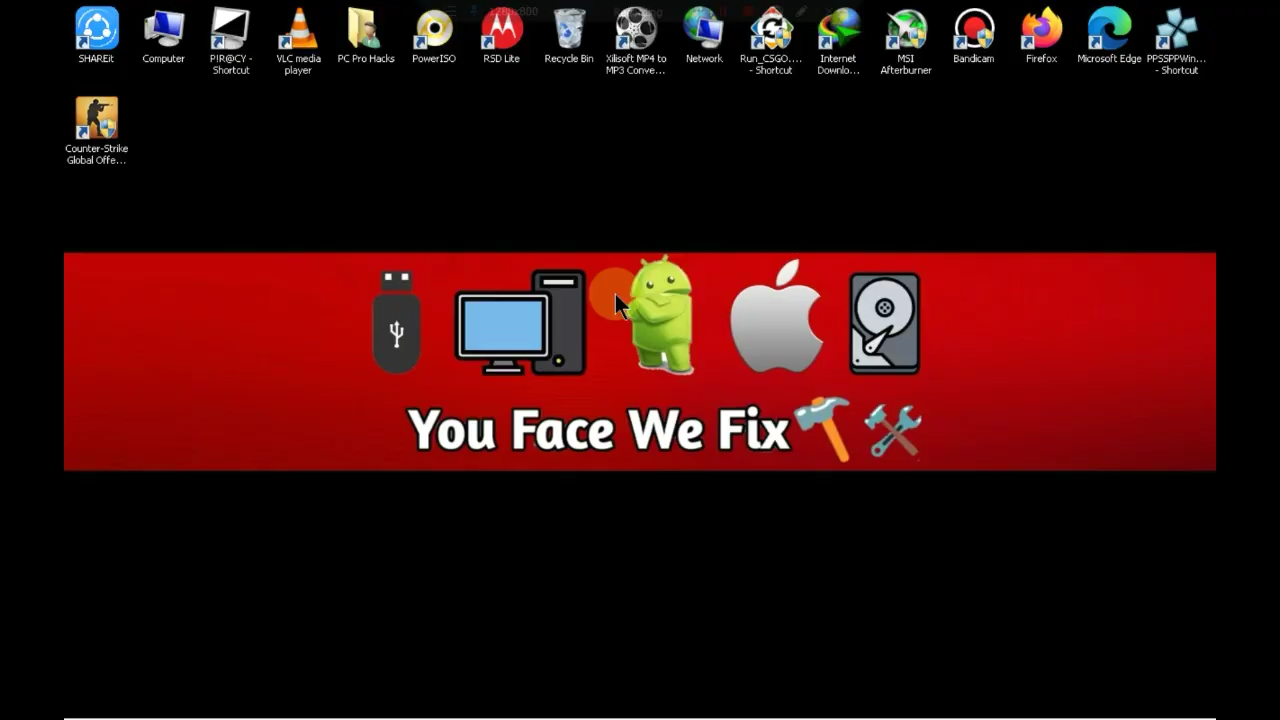 1280x800
SHAREit
Computer
P!R@CY -
Shortcut
VLC media
player
PC Pro Hacks
PowerISO
RSD Lite
Recycle Bin
Xilisoft MP4 to
MP3 Conve...
Network
Run_CSGO....
- Shortcut
Internet
Downlo...
MSI
Afterburner
Bandicam
Firefox
Microsoft Edge
PPSSPPWin...
- Shortcut
Counter-Strike
Global Offe...
You Face We Fix